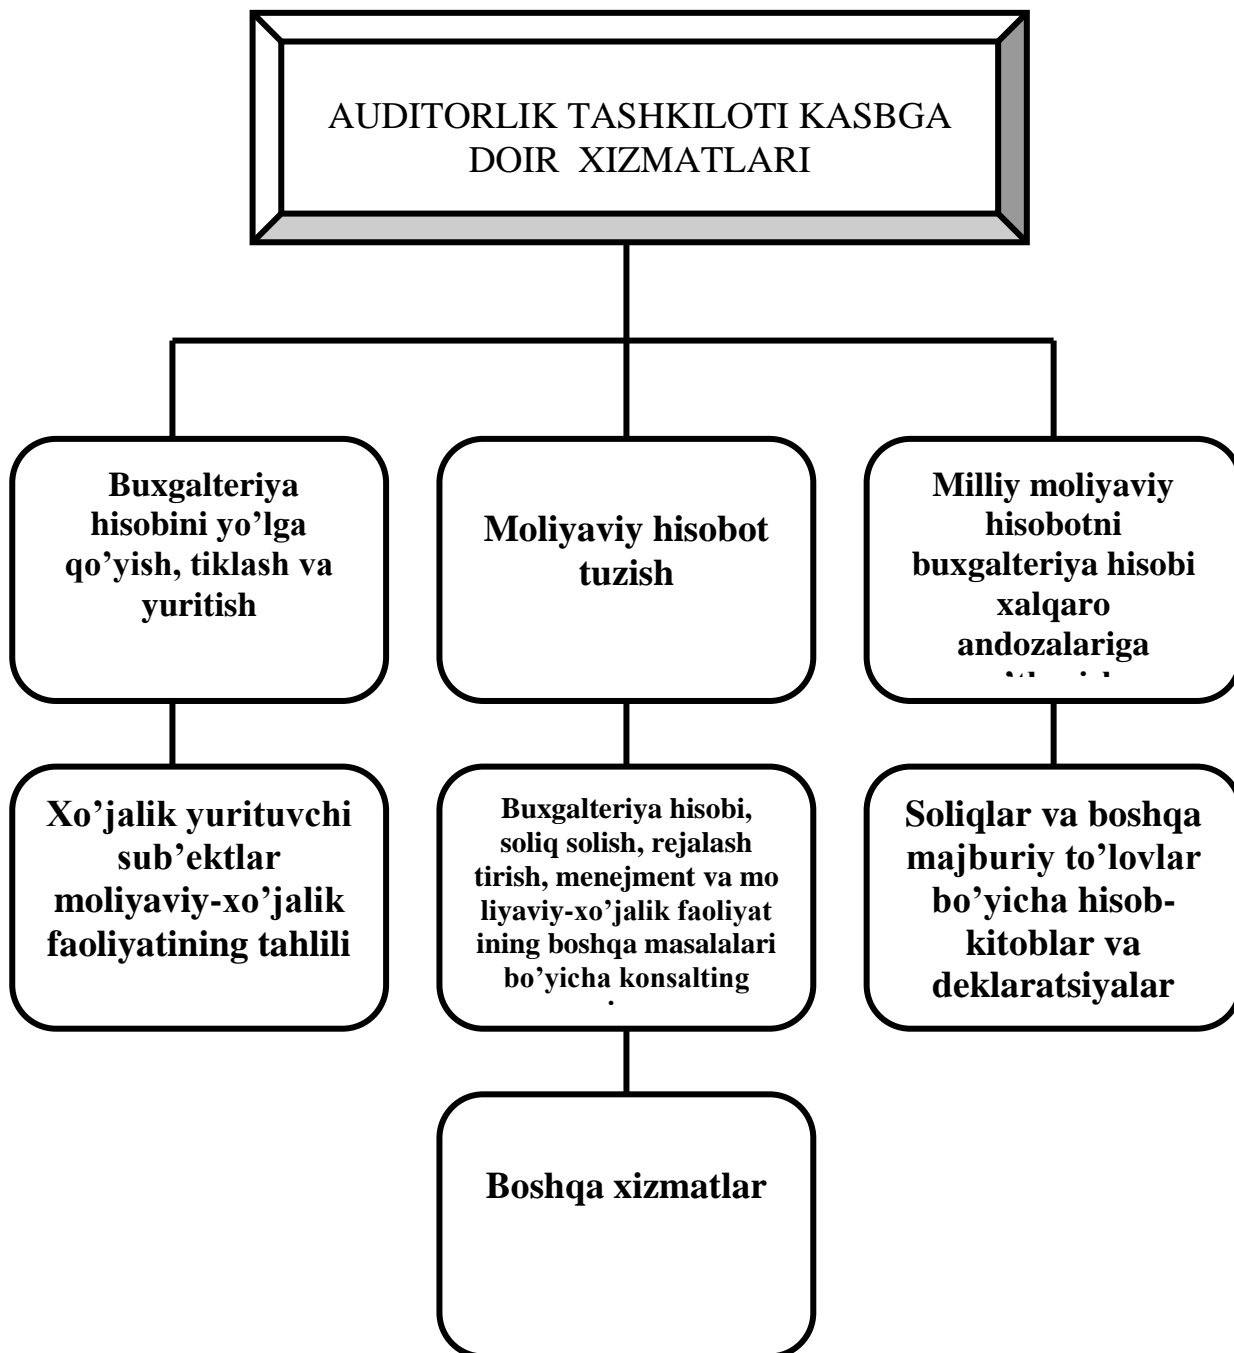 AUDITORLIK TASHKILOTI KASBGA
DOIR XIZMATLARI
Buxgalteriya
hisobini yo’lga
qo’yish, tiklash va
yuritish
Moliyaviy hisobot
tuzish
Milliy moliyaviy
hisobotni
buxgalteriya hisobi
xalqaro
andozalariga
Xo’jalik yurituvchi
sub’ektlar
moliyaviy-xo’jalik
faoliyatining tahlili
Buxgalteriya hisobi,
soliq solish, rejalash
tirish, menejment va mo
liyaviy-xo’jalik faoliyat
ining boshqa masalalari
bo’yicha konsalting
Soliqlar va boshqa
majburiy to’lovlar
bo’yicha hisob-
kitoblar va
deklaratsiyalar
Boshqa xizmatlar